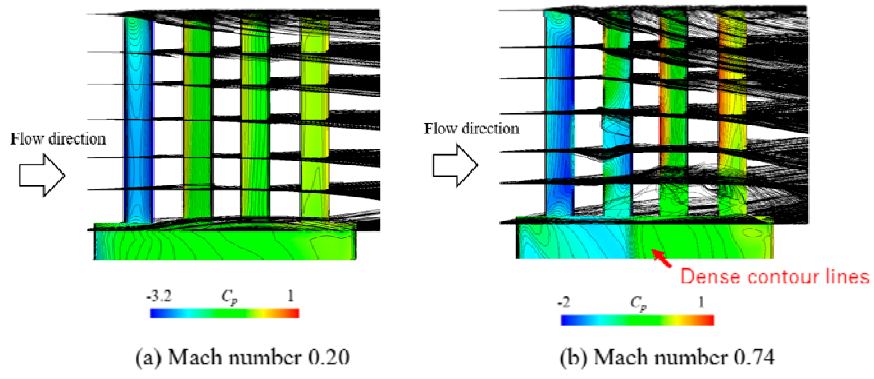 Flow direction
Flow direction
Dense contour lines
-3.2 Cp 1
-2 Cp 1
(a) Mach number 0.20
(b) Mach number 0.74